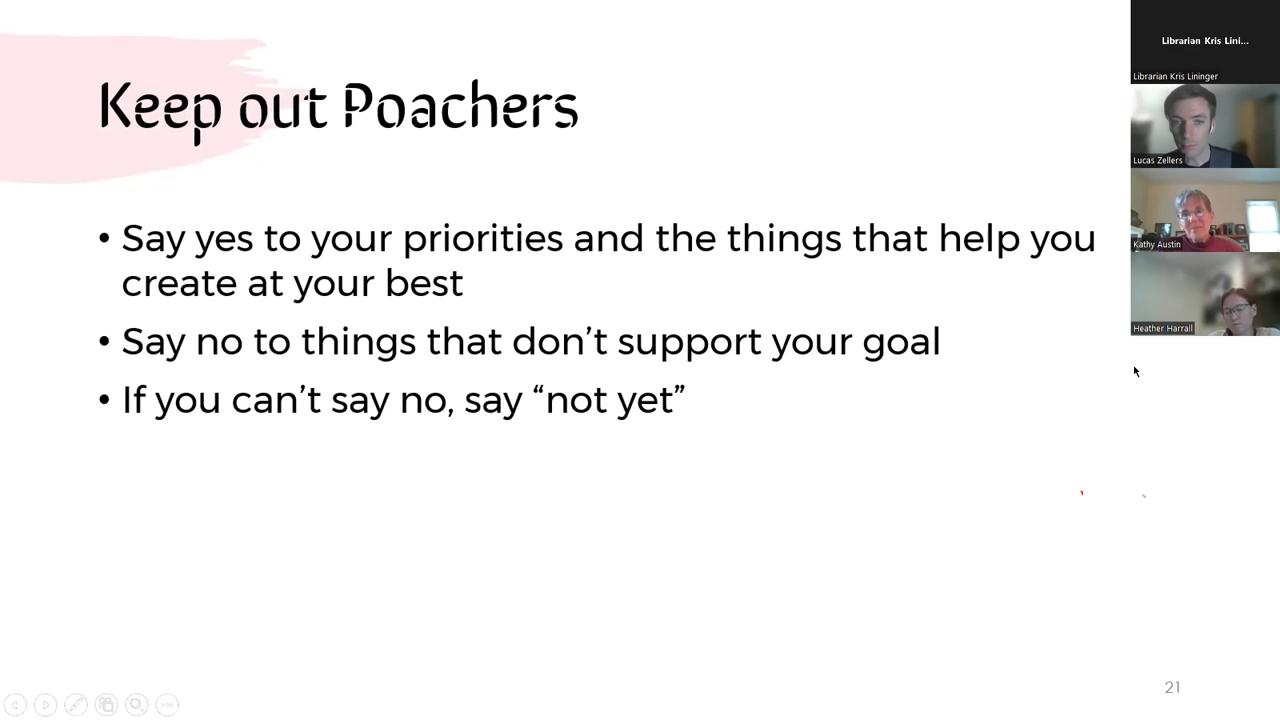 Keep out Poachers
• Say yes to your priorities and the things that help you
create at your best
• Say no to things that don’t support your goal
• If you can’t say no, say “not yet”
21
Librarian Kris Lini...
Librarian Kris Lininger
Lucas Zellers
Kathy Austin
Heather Harrall